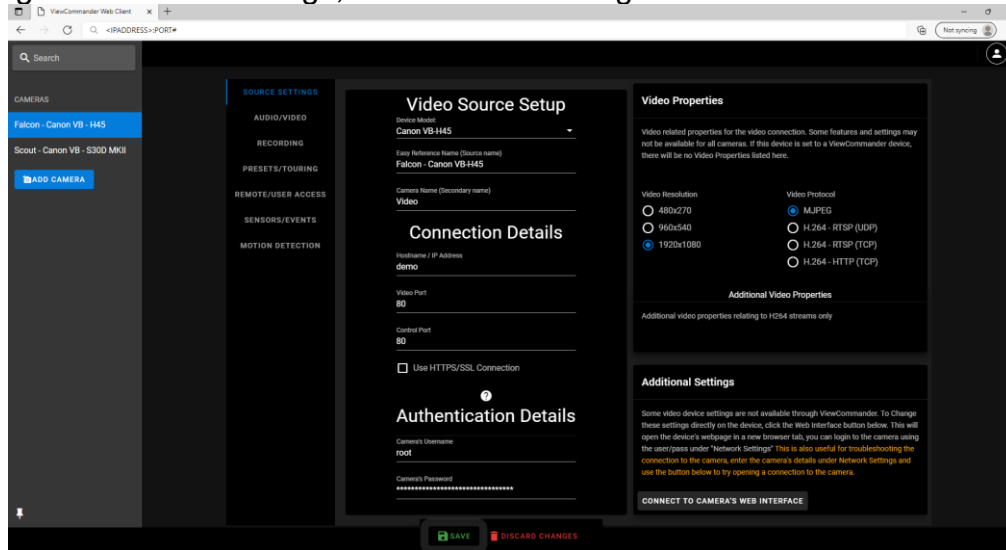 ViewCommander Web Client
<IPADDRESS>:PORT#
Not syncing
Search
CAMERAS
Falcon - Canon VB - H45
Scout - Canon VB - S30D MKII
ADD CAMERA
SOURCE SETTINGS
AUDIO/VIDEO
RECORDING
PRESETS/TOURING
REMOTE/USER ACCESS
SENSORS/EVENTS
MOTION DETECTION
Video Source Setup
Device Model:
Canon VB-H45
Easy Reference Name (Source name)
Falcon - Canon VB-H45
Camera Name (Secondary name)
Video
Connection Details
Hostname / IP Address
demo
Video Port
80
Control Port
80
Use HTTPS/SSL Connection
?
Authentication Details
Camera's Username
root
Camera's Password
********************************
Video Properties
Video related properties for the video connection. Some features and settings may
not be available for all cameras. If this device is set to a ViewCommander device,
there will be no Video Properties listed here.
Video Resolution
480x270
960x540
1920x1080
Video Protocol
MJPEG
H.264 - RTSP (UDP)
H.264 - RTSP (TCP)
H.264 - HTTP (TCP)
Additional Video Properties
Additional video properties relating to H264 streams only
Additional Settings
Some video device settings are not available through ViewCommander. To Change
these settings directly on the device, click the Web Interface button below. This will
open the device's webpage in a new browser tab, you can login to the camera using
the user/pass under "Network Settings" This is also useful for troubleshooting the
connection to the camera, enter the camera's details under Network Settings and
use the button below to try opening a connection to the camera.
CONNECT TO CAMERA'S WEB INTERFACE
SAVE
DISCARD CHANGES